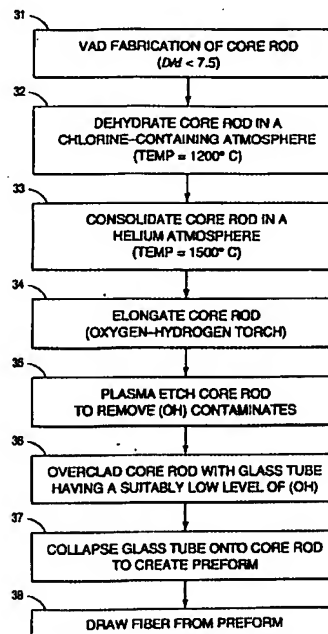 31
VAD FABRICATION OF CORE ROD
(D/d < 7.5)
32
DEHYDRATE CORE ROD IN A
CHLORINE-CONTAINING ATMOSPHERE
(TEMP = 1200° C)
33
CONSOLIDATE CORE ROD IN A
HELIUM ATMOSPHERE
(TEMP = 1500° C)
34
ELONGATE CORE ROD
(OXYGEN-HYDROGEN TORCH)
35
PLASMA ETCH CORE ROD
TO REMOVE (OH) CONTAMINATES
36
OVERCLAD CORE ROD WITH GLASS TUBE
HAVING A SUITABLY LOW LEVEL OF (OH)
37
COLLAPSE GLASS TUBE ONTO CORE ROD
TO CREATE PREFORM
38
DRAW FIBER FROM PREFORM